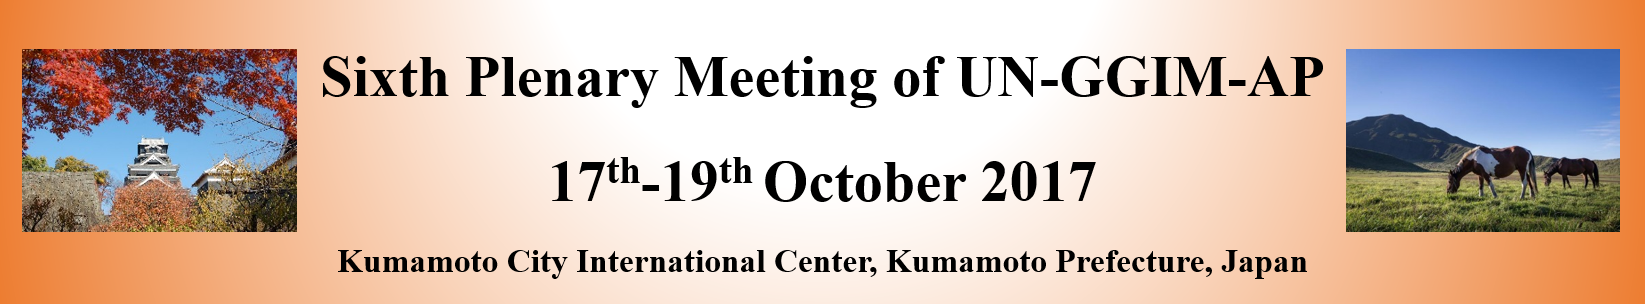 Sixth Plenary Meeting of UN-GGIM-AP
17th-19th October 2017
Kumamoto City International Center, Kumamoto Prefecture, Japan